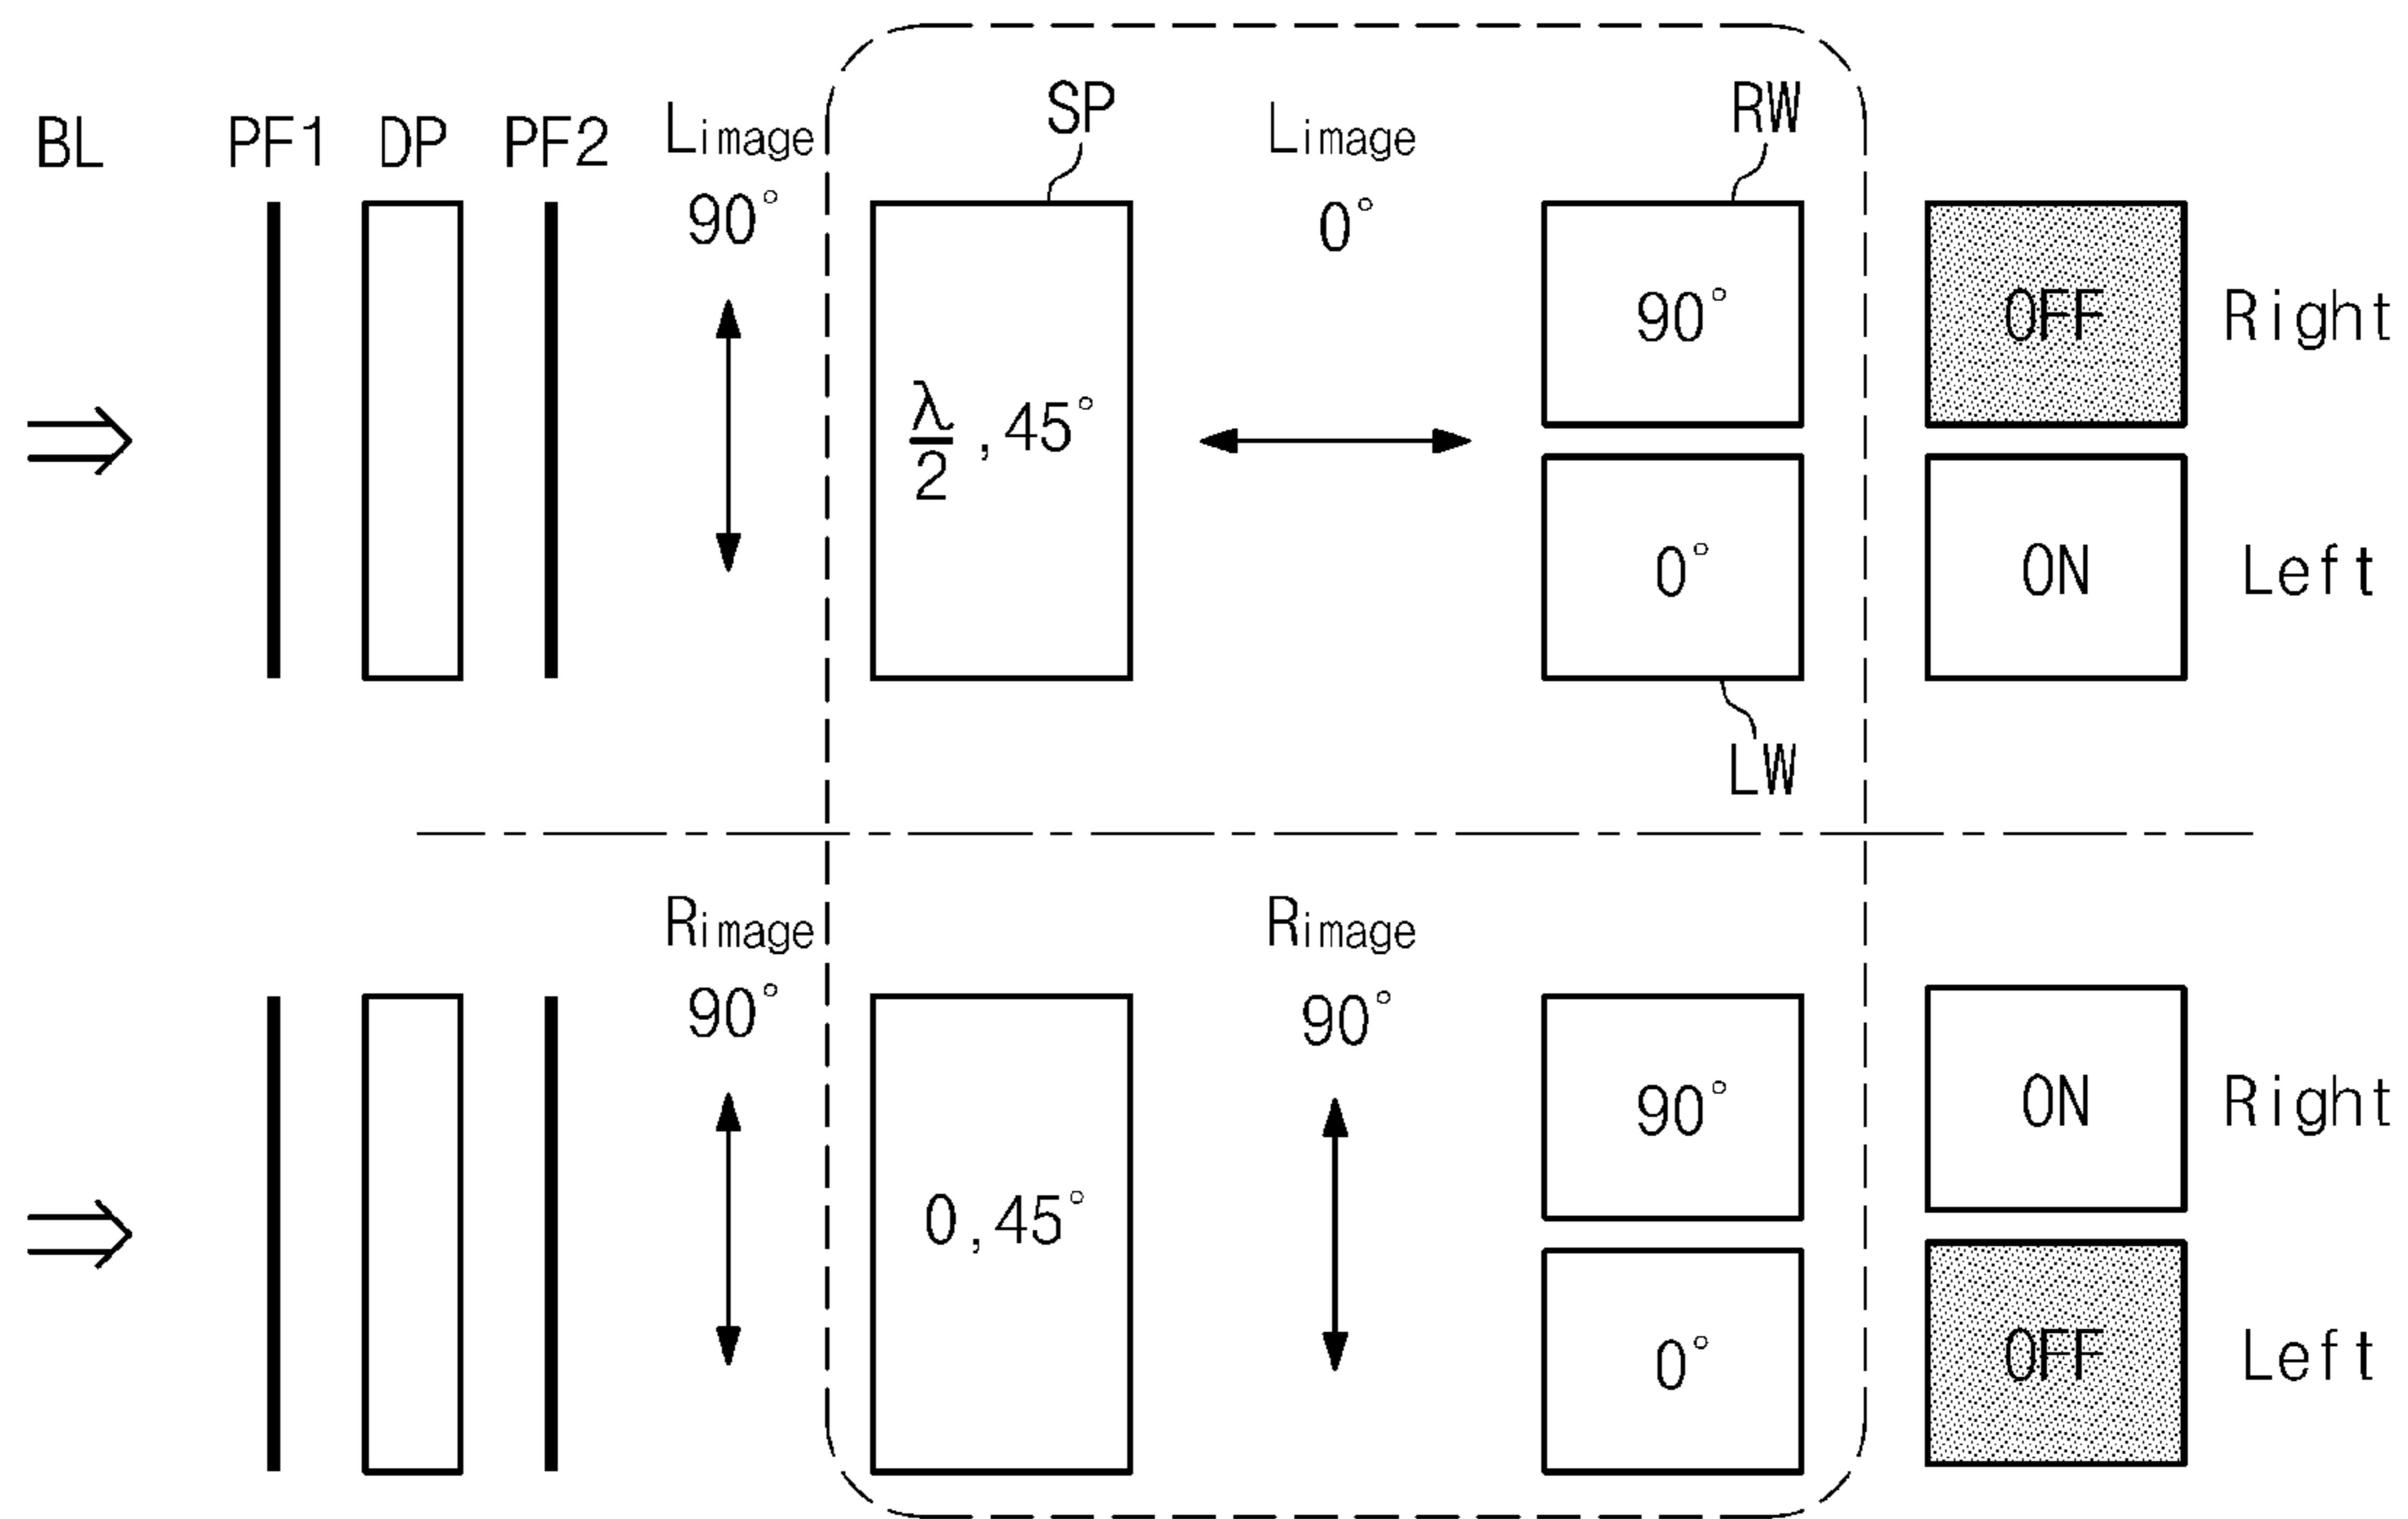 BL PF1 DP PF2 Limage SP Limage RW
90° 0°
90° OFF Right
λ/2 ,45°
0° ON Left
LW
Rimage Rimage
90° 90°
90° ON Right
0,45°
0° OFF Left